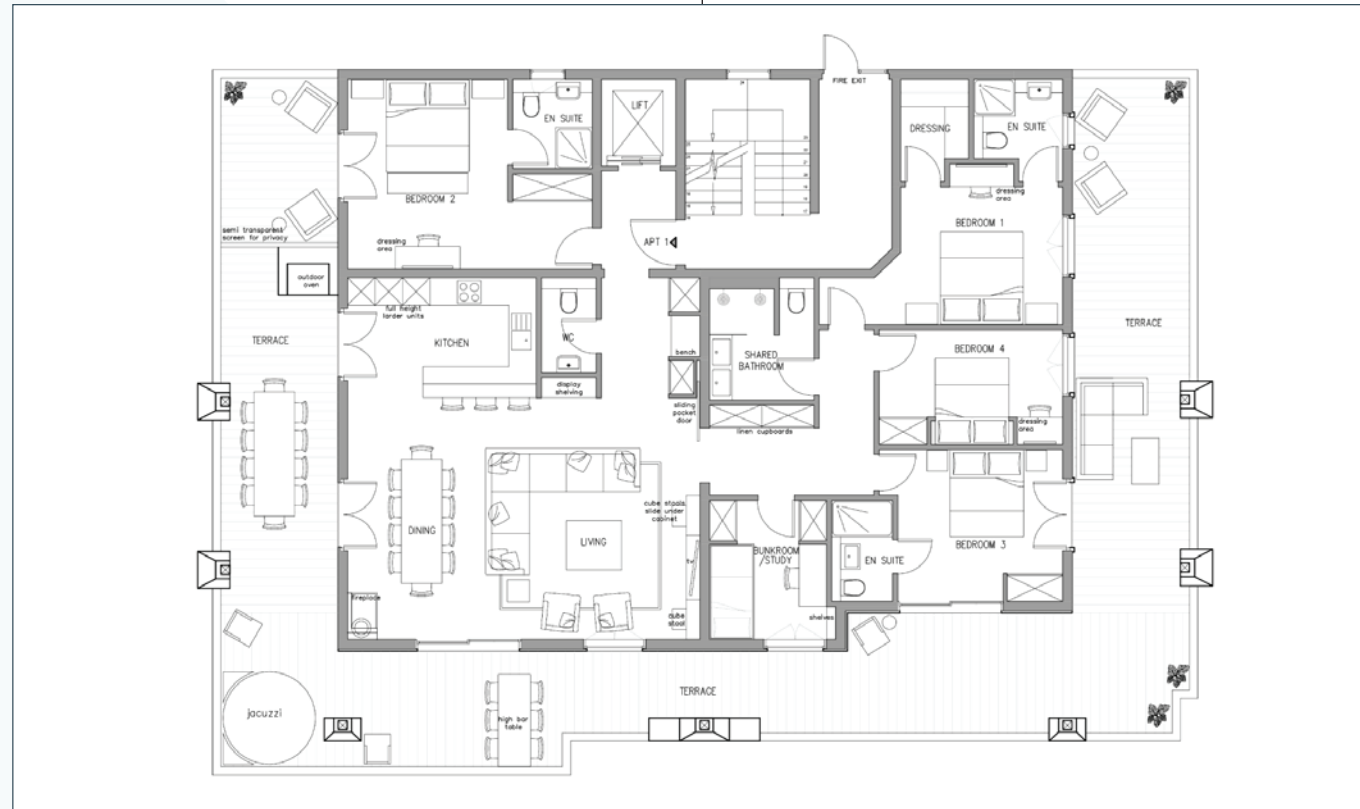 FIRE EXIT
LIFT
EN SUITE
DRESSING
EN SUITE
BEDROOM 2
dressing
area
BEDROOM 1
semi transparent
screen for privacy
dressing
area
APT 1
outdoor
oven
full height
larder units
TERRACE
KITCHEN
WC
bench
SHARED
BATHROOM
BEDROOM 4
TERRACE
display
shelving
sliding
pocket
door
linen cupboards
dressing
area
cube stools
slide under
cabinet
DINING
LIVING
BUNKROOM
/STUDY
EN SUITE
BEDROOM 3
tv
fireplace
cube
stool
shelves
TERRACE
jacuzzi
high bar
table